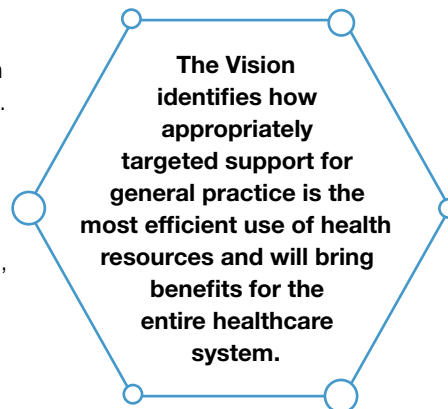 The Vision
identifies how
appropriately
targeted support for
general practice is the
most efficient use of health
resources and will bring
benefits for the
entire healthcare
system.